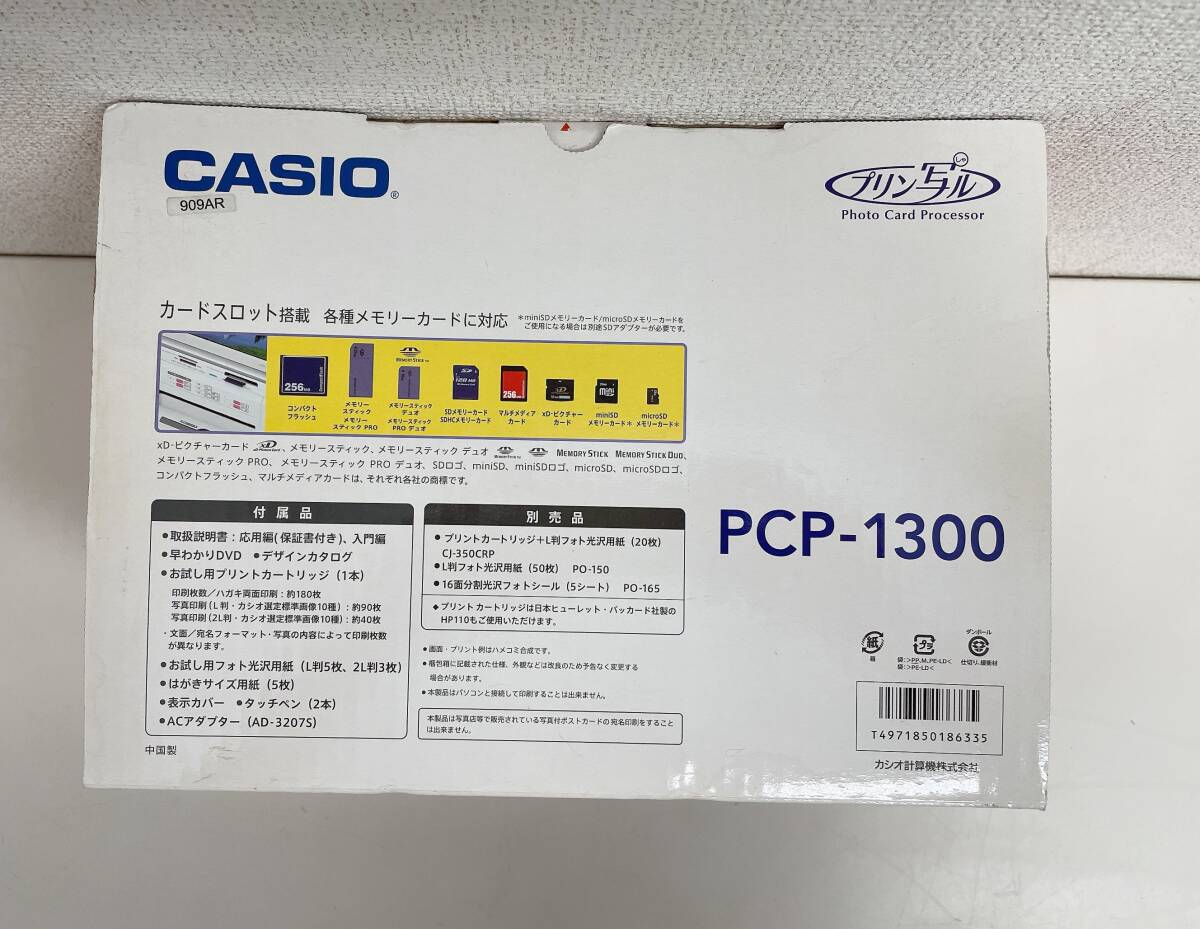 CASIO®
909AR
プリン写ル
しゃ
Photo Card Processor
カードスロット搭載 各種メモリーカードに対応
＊miniSDメモリーカード/microSDメモリーカードを
ご使用になる場合は別途SDアダプターが必要です。
256MB
コンパクト
フラッシュ
メモリー
スティック
メモリー
スティック PRO
MEMORY STICK TM
メモリースティック
デュオ
メモリースティック
PRO デュオ
128 MB
SDメモリーカード
SDHCメモリーカード
256MB
マルチメディア
カード
xD-ピクチャー
カード
mini
miniSD
メモリーカード＊
microSD
メモリーカード＊
xD-ピクチャーカード xD、メモリースティック、メモリースティック デュオ MEMORY STICK MEMORY STICK DUO、
メモリースティック PRO、 メモリースティック PRO デュオ、SDロゴ、miniSD、miniSDロゴ、microSD、microSDロゴ、
コンパクトフラッシュ、マルチメディアカードは、それぞれ各社の商標です。
付属品
●取扱説明書：応用編(保証書付き)、入門編
●早わかりDVD ●デザインカタログ
●お試し用プリントカートリッジ（1本）
印刷枚数／ハガキ両面印刷：約180枚
写真印刷(L判・カシオ選定標準画像10種)：約90枚
写真印刷(2L判・カシオ選定標準画像10種)：約40枚
・文面／宛名フォーマット・写真の内容によって印刷枚数
が異なります。
●お試し用フォト光沢用紙（L判5枚、2L判3枚）
●はがきサイズ用紙（5枚）
●表示カバー ●タッチペン（2本）
●ACアダプター（AD-3207S）
中国製
別売品
●プリントカートリッジ＋L判フォト光沢用紙（20枚）
CJ-350CRP
●L判フォト光沢用紙（50枚） PO-150
●16面分割光沢フォトシール（5シート） PO-165
◆プリントカートリッジは日本ヒューレット・パッカード社製の
HP110もご使用いただけます。
●画面・プリント例はハメコミ合成です。
●梱包箱に記載された仕様、外観などは改良のため予告なく変更する
場合があります。
●本製品はパソコンと接続して印刷することは出来ません。
本製品は写真店等で販売されている写真付ポストカードの宛名印刷をすること
は出来ません。
PCP-1300
紙
箱
プラ
袋：>PP,M,PE-LD<
袋：>PE-LD<
ダンボール
仕切り、緩衝材
T4971850186335
カシオ計算機株式会社